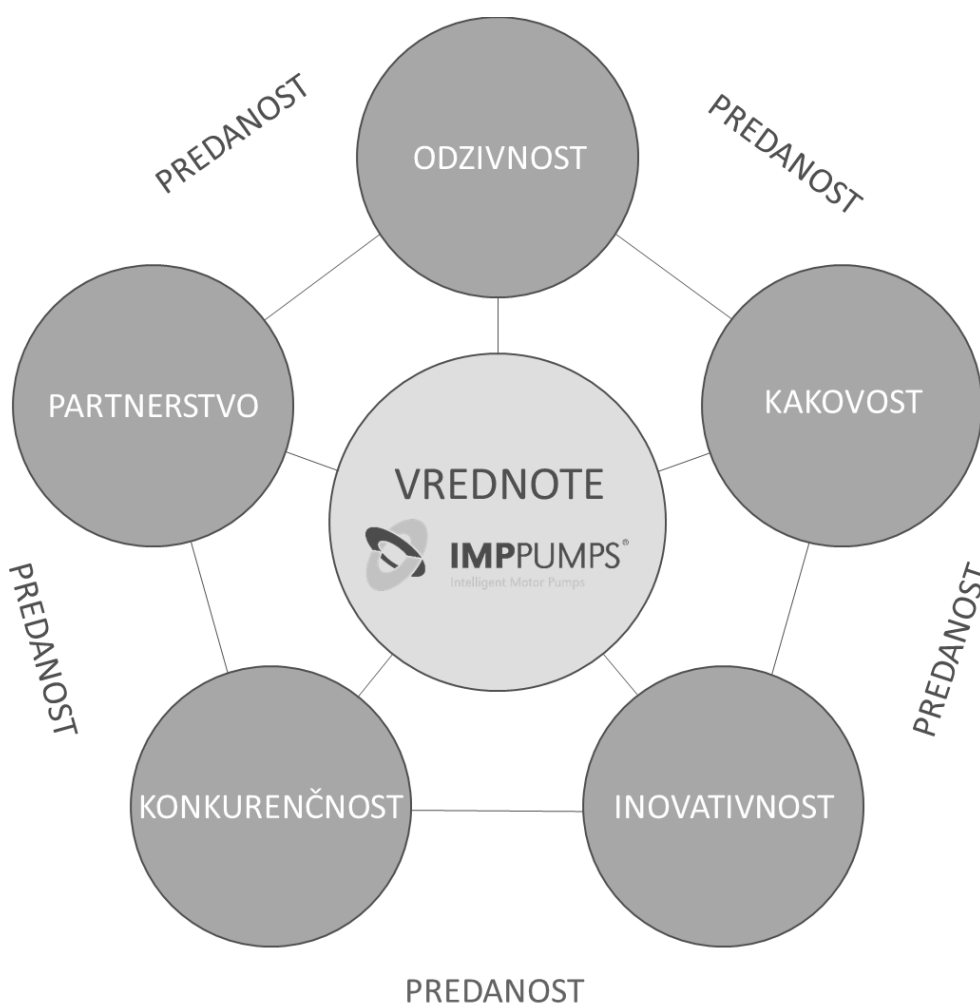 PREDANOST
PREDANOST
ODZIVNOST
PARTNERSTVO
KAKOVOST
VREDNOTE
IMPPUMPS®
Intelligent Motor Pumps
PREDANOST
PREDANOST
KONKURENČNOST
INOVATIVNOST
PREDANOST